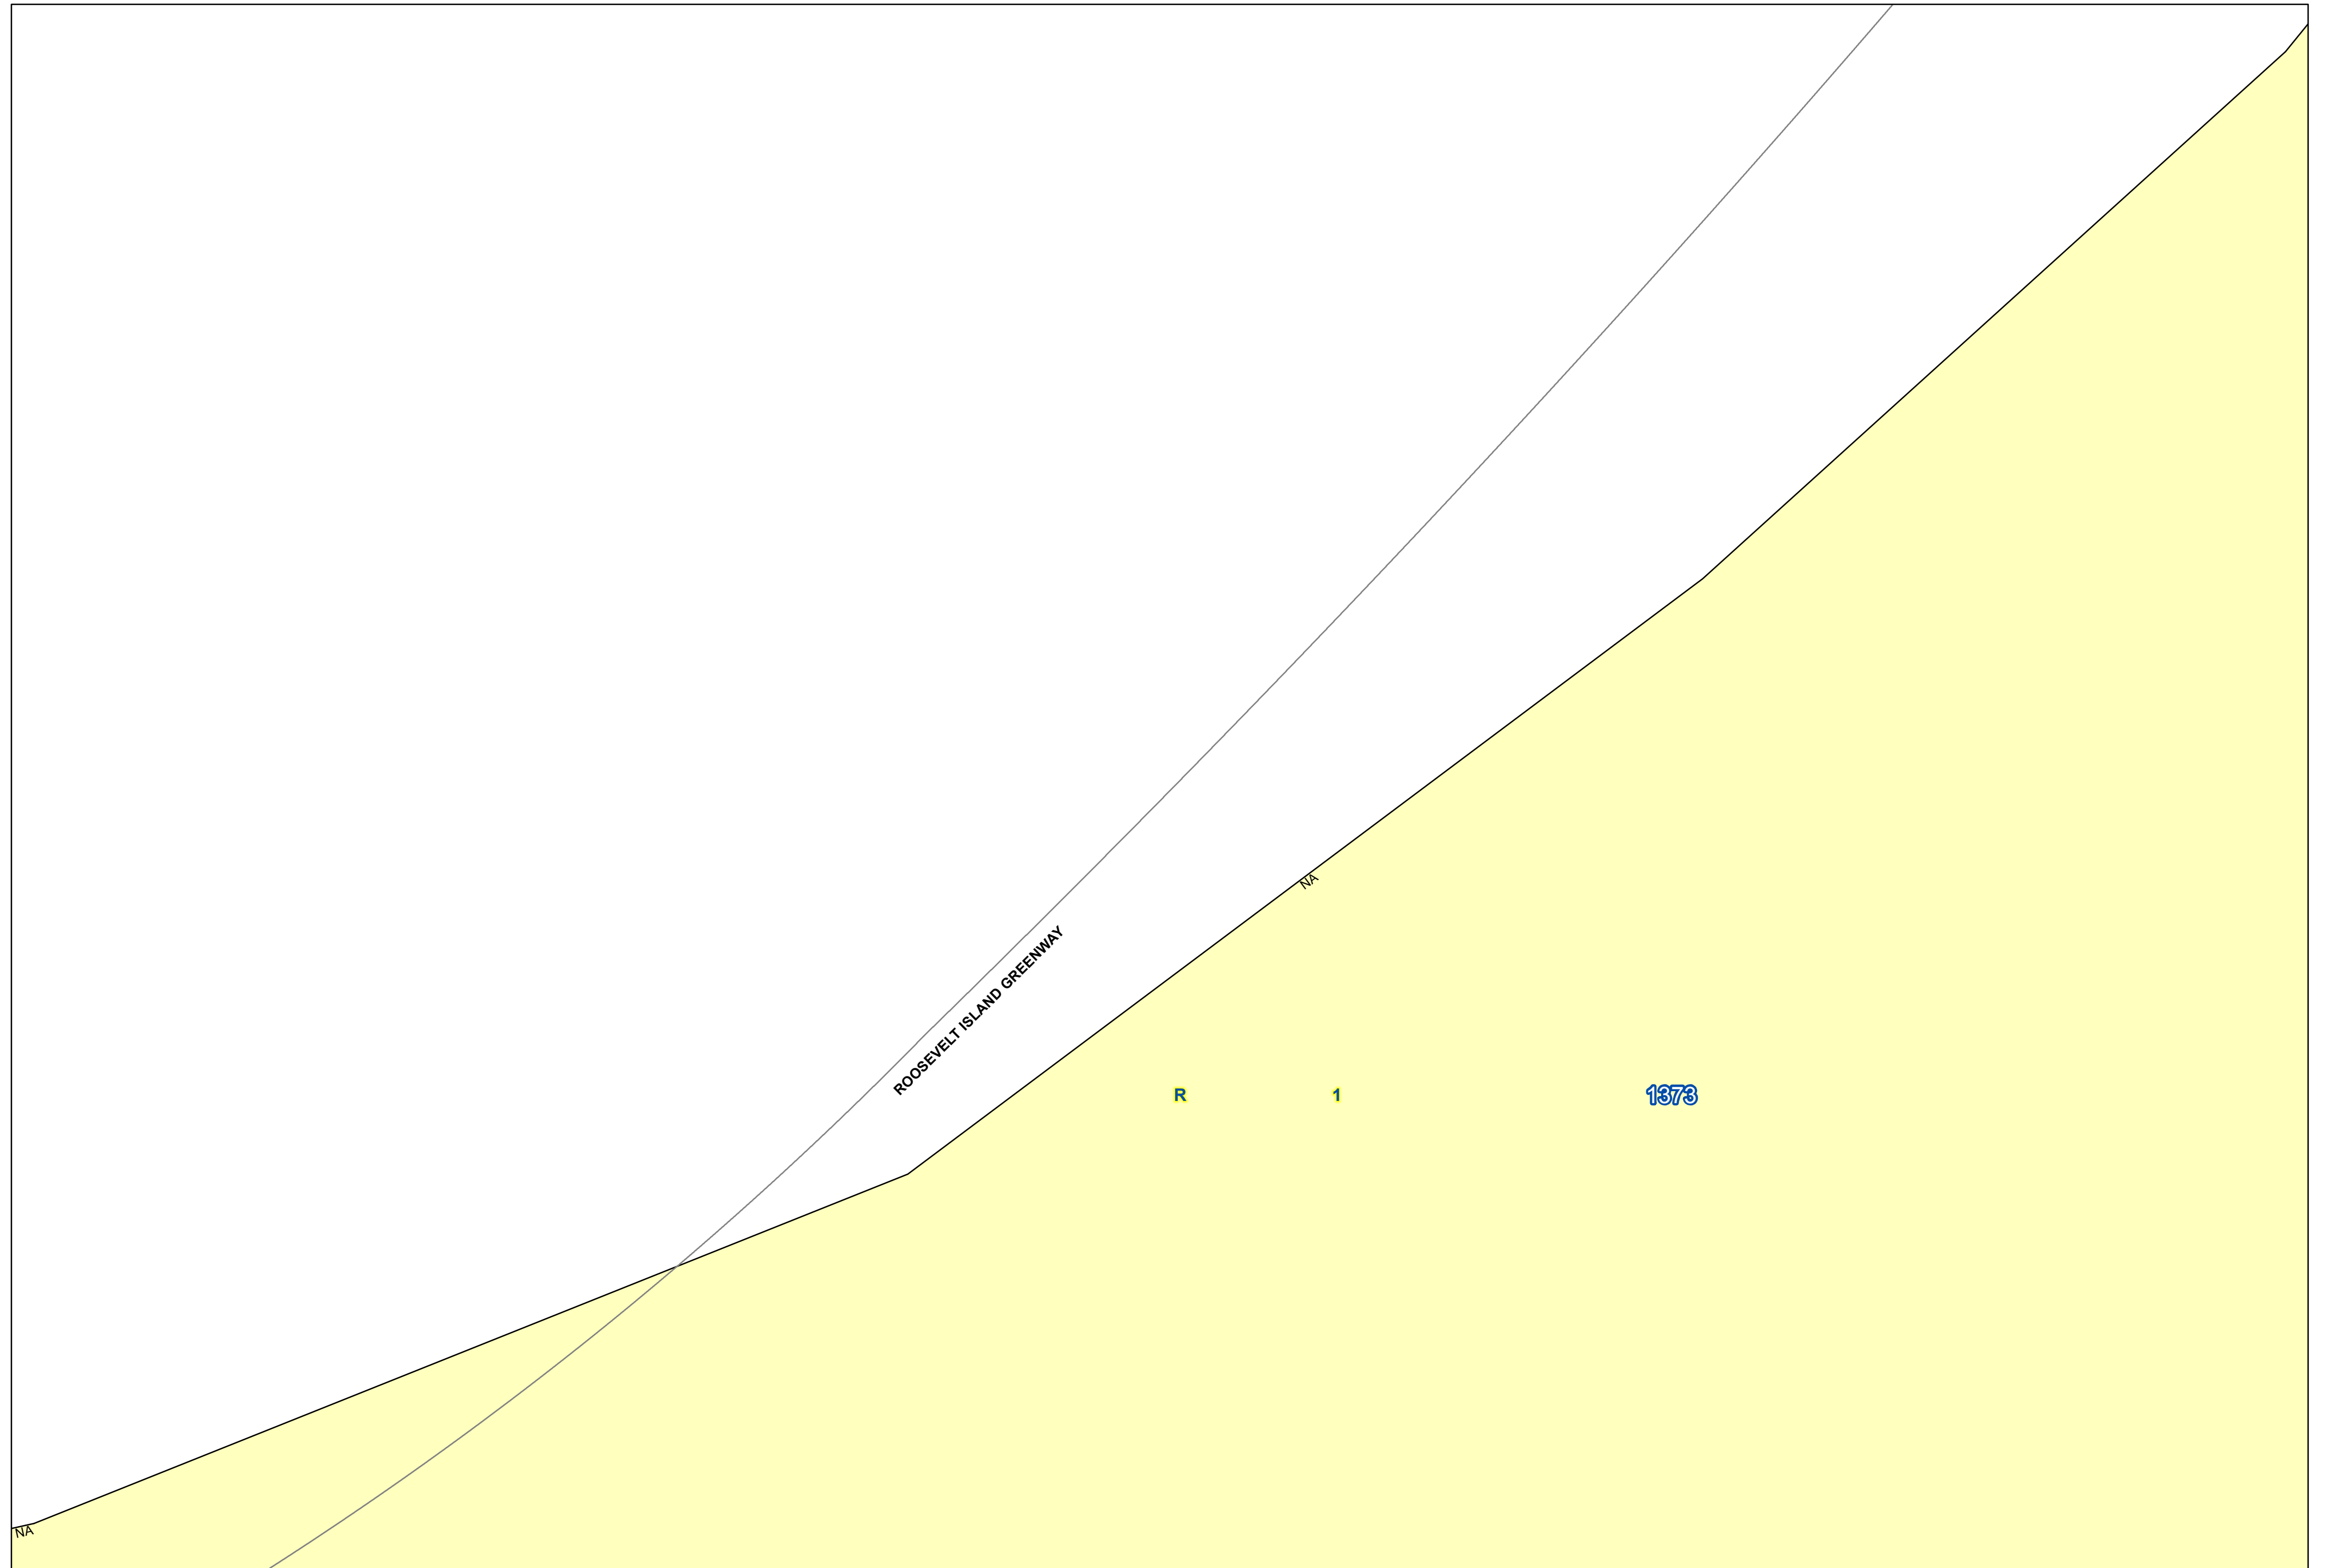 NA
ROOSEVELT ISLAND GREENWAY
R 1 1373
NA